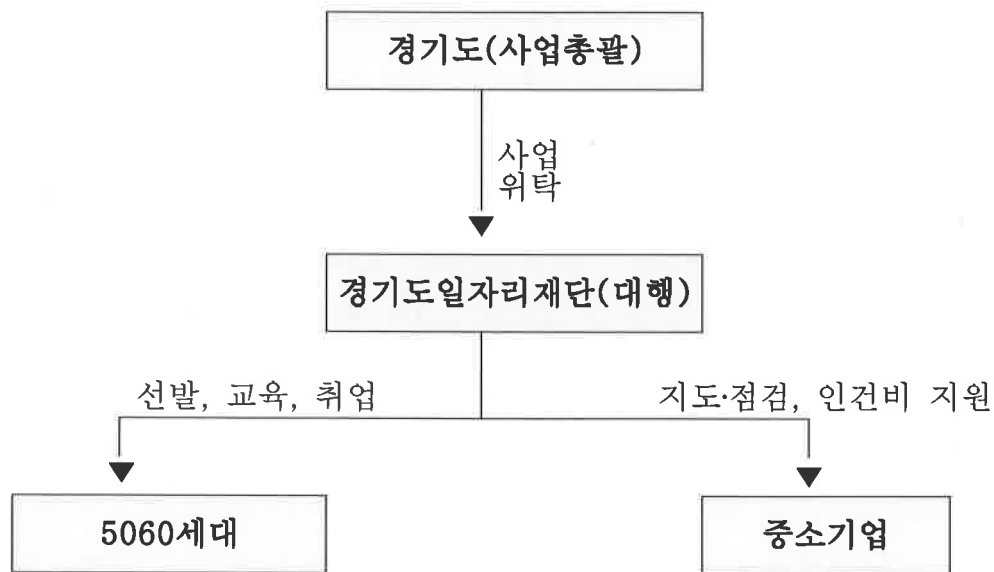 경기도(사업총괄)
사업
위탁
경기도일자리재단(대행)
선발, 교육, 취업
지도·점검, 인건비 지원
5060세대
중소기업